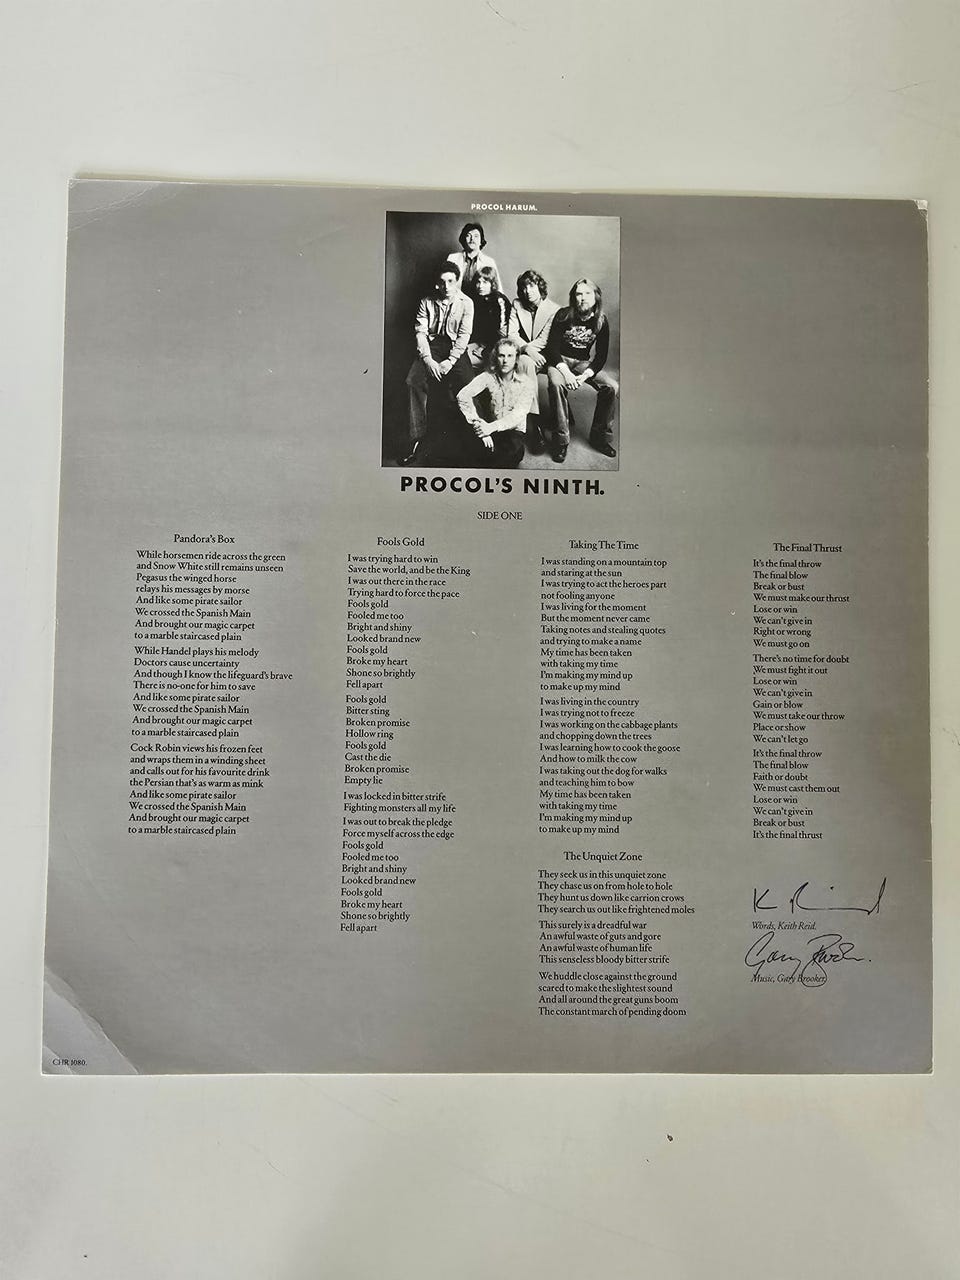 PROCOL HARUM.
PROCOL'S NINTH.
SIDE ONE
Pandora's Box
While horsemen ride across the green
and Snow White still remains unseen
Pegasus the winged horse
relays his messages by morse
And like some pirate sailor
We crossed the Spanish Main
And brought our magic carpet
to a marble staircased plain
While Handel plays his melody
Doctors cause uncertainty
And though I know the lifeguard's brave
There is no-one for him to save
And like some pirate sailor
We crossed the Spanish Main
And brought our magic carpet
to a marble staircased plain
Cock Robin views his frozen feet
and wraps them in a winding sheet
and calls out for his favourite drink
the Persian that's as warm as mink
And like some pirate sailor
We crossed the Spanish Main
And brought our magic carpet
to a marble staircased plain
Fools Gold
I was trying hard to win
Save the world, and be the King
I was out there in the race
Trying hard to force the pace
Fools gold
Fooled me too
Bright and shiny
Looked brand new
Fools gold
Broke my heart
Shone so brightly
Fell apart
Fools gold
Bitter sting
Broken promise
Hollow ring
Fools gold
Cast the die
Broken promise
Empty lie
I was locked in bitter strife
Fighting monsters all my life
I was out to break the pledge
Force myself across the edge
Fools gold
Fooled me too
Bright and shiny
Looked brand new
Fools gold
Broke my heart
Shone so brightly
Fell apart
Taking The Time
I was standing on a mountain top
and staring at the sun
I was trying to act the heroes part
not fooling anyone
I was living for the moment
But the moment never came
Taking notes and stealing quotes
and trying to make a name
My time has been taken
with taking my time
I'm making my mind up
to make up my mind
I was living in the country
I was trying not to freeze
I was working on the cabbage plants
and chopping down the trees
I was learning how to cook the goose
And how to milk the cow
I was taking out the dog for walks
and teaching him to bow
My time has been taken
with taking my time
I'm making my mind up
to make up my mind
The Unquiet Zone
They seek us in this unquiet zone
They chase us on from hole to hole
They hunt us down like carrion crows
They search us out like frightened moles
This surely is a dreadful war
An awful waste of guts and gore
An awful waste of human life
This senseless bloody bitter strife
We huddle close against the ground
scared to make the slightest sound
And all around the great guns boom
The constant march of pending doom
The Final Thrust
It's the final throw
The final blow
Break or bust
We must make our thrust
Lose or win
We can't give in
Right or wrong
We must go on
There's no time for doubt
We must fight it out
Lose or win
We can't give in
Gain or blow
We must take our throw
Place or show
We can't let go
It's the final throw
The final blow
Faith or doubt
We must cast them out
Lose or win
We can't give in
Break or bust
It's the final thrust
K Reid
Words, Keith Reid.
Gary Brooker.
Music, Gary Brooker.
CHR 1080.